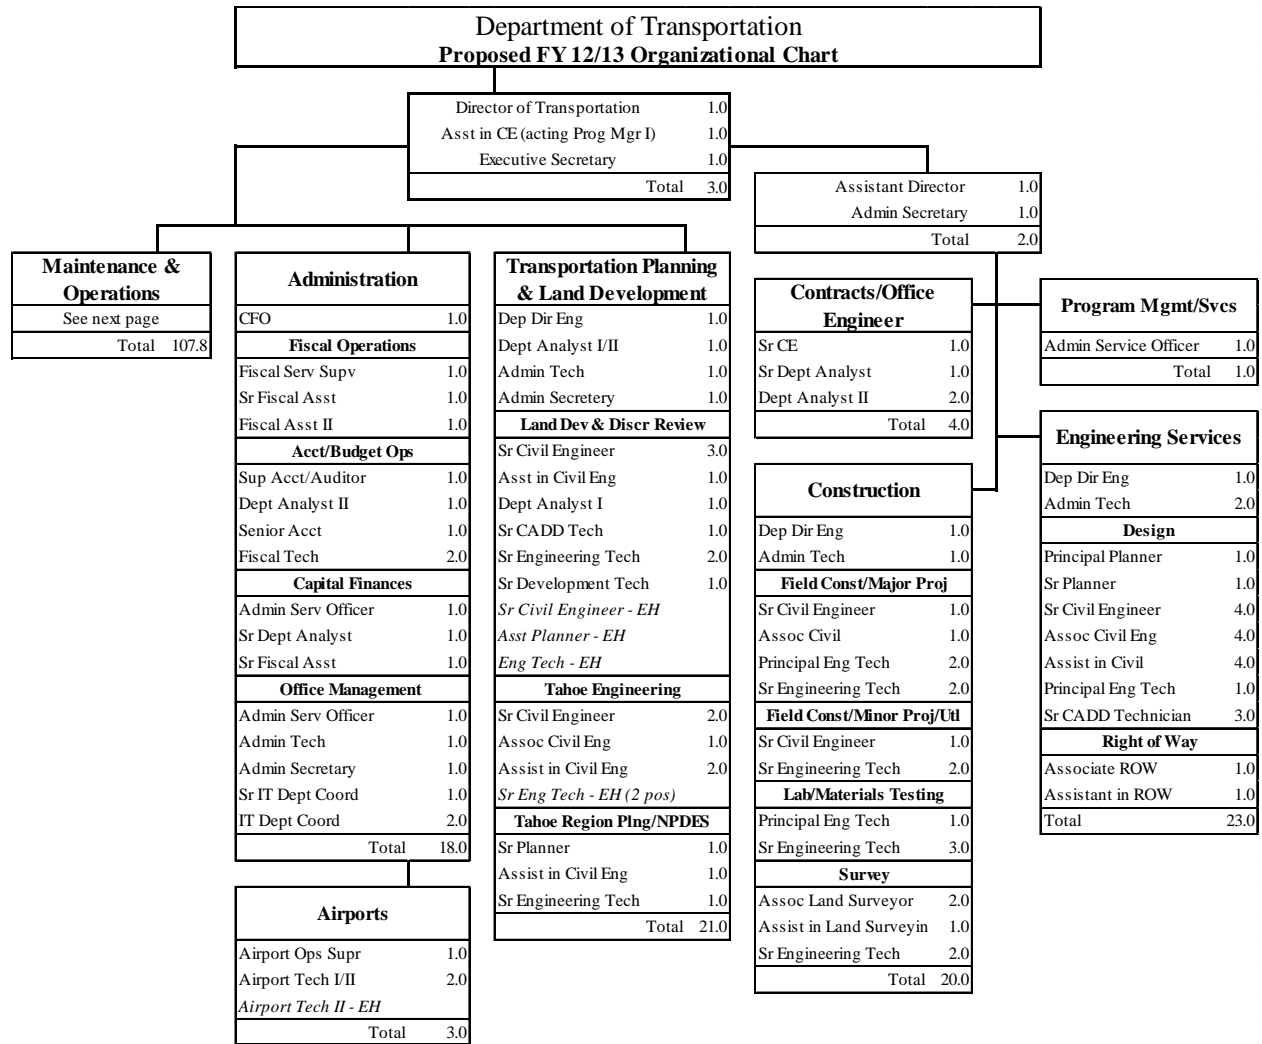 Department of Transportation
Proposed FY 12/13 Organizational Chart
Director of Transportation 1.0
Asst in CE (acting Prog Mgr I) 1.0
Executive Secretary 1.0
Total 3.0
Assistant Director 1.0
Admin Secretary 1.0
Total 2.0
Maintenance &
Operations
See next page
Total 107.8
Administration
CFO 1.0
Fiscal Operations
Fiscal Serv Supv 1.0
Sr Fiscal Asst 1.0
Fiscal Asst II 1.0
Acct/Budget Ops
Sup Acct/Auditor 1.0
Dept Analyst II 1.0
Senior Acct 1.0
Fiscal Tech 2.0
Capital Finances
Admin Serv Officer 1.0
Sr Dept Analyst 1.0
Sr Fiscal Asst 1.0
Office Management
Admin Serv Officer 1.0
Admin Tech 1.0
Admin Secretary 1.0
Sr IT Dept Coord 1.0
IT Dept Coord 2.0
Total 18.0
Airports
Airport Ops Supr 1.0
Airport Tech I/II 2.0
Airport Tech II - EH
Total 3.0
Transportation Planning
& Land Development
Dep Dir Eng 1.0
Dept Analyst I/II 1.0
Admin Tech 1.0
Admin Secretery 1.0
Land Dev & Discr Review
Sr Civil Engineer 3.0
Asst in Civil Eng 1.0
Dept Analyst I 1.0
Sr CADD Tech 1.0
Sr Engineering Tech 2.0
Sr Development Tech 1.0
Sr Civil Engineer - EH
Asst Planner - EH
Eng Tech - EH
Tahoe Engineering
Sr Civil Engineer 2.0
Assoc Civil Eng 1.0
Assist in Civil Eng 2.0
Sr Eng Tech - EH (2 pos)
Tahoe Region Plng/NPDES
Sr Planner 1.0
Assist in Civil Eng 1.0
Sr Engineering Tech 1.0
Total 21.0
Contracts/Office
Engineer
Sr CE 1.0
Sr Dept Analyst 1.0
Dept Analyst II 2.0
Total 4.0
Construction
Dep Dir Eng 1.0
Admin Tech 1.0
Field Const/Major Proj
Sr Civil Engineer 1.0
Assoc Civil 1.0
Principal Eng Tech 2.0
Sr Engineering Tech 2.0
Field Const/Minor Proj/Utl
Sr Civil Engineer 1.0
Sr Engineering Tech 2.0
Lab/Materials Testing
Principal Eng Tech 1.0
Sr Engineering Tech 3.0
Survey
Assoc Land Surveyor 2.0
Assist in Land Surveyin 1.0
Sr Engineering Tech 2.0
Total 20.0
Program Mgmt/Svcs
Admin Service Officer 1.0
Total 1.0
Engineering Services
Dep Dir Eng 1.0
Admin Tech 2.0
Design
Principal Planner 1.0
Sr Planner 1.0
Sr Civil Engineer 4.0
Assoc Civil Eng 4.0
Assist in Civil 4.0
Principal Eng Tech 1.0
Sr CADD Technician 3.0
Right of Way
Associate ROW 1.0
Assistant in ROW 1.0
Total 23.0